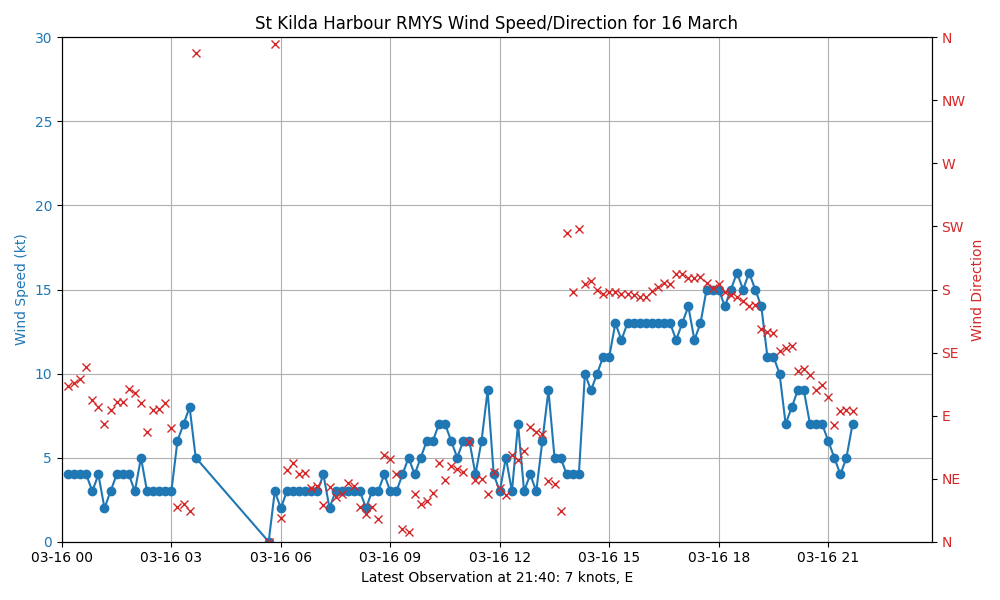 St Kilda Harbour RMYS Wind Speed/Direction for 16 March
30
25
20
15
10
5
0
Wind Speed (kt)
N
NW
W
SW
S
SE
E
NE
N
Wind Direction
03-16 00
03-16 03
03-16 06
03-16 09
03-16 12
03-16 15
03-16 18
03-16 21
Latest Observation at 21:40: 7 knots, E